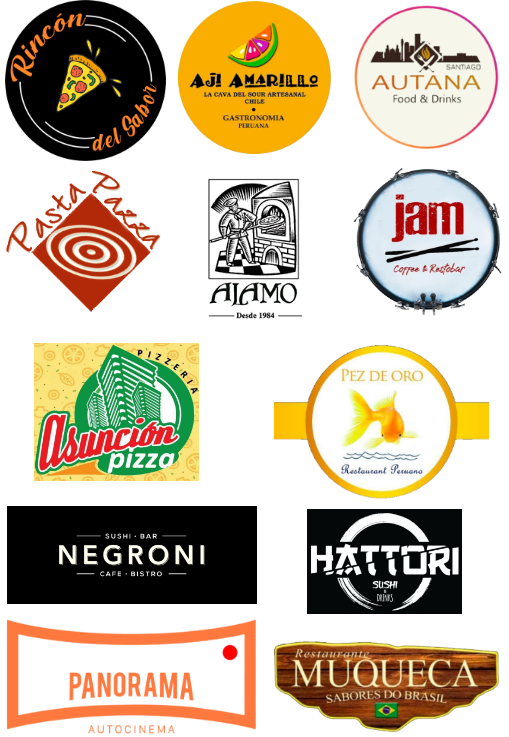 Rincón
del Sabor
AJI AMARILLO
LA CAVA DEL SOUR ARTESANAL
CHILE
GASTRONOMIA
PERUANA
SANTIAGO
AUTANA
Food & Drinks
Pasta Pazza
ALAMO
Desde 1984
jam
Coffee & Restobar
PIZZERIA
Asunción
pizza
PEZ DE ORO
Restaurant Peruano
SUSHI · BAR
NEGRONI
CAFE · BISTRO
HATTORI
SUSHI
&
DRINKS
PANORAMA
AUTOCINEMA
Restaurante
MUQUECA
SABORES DO BRASIL